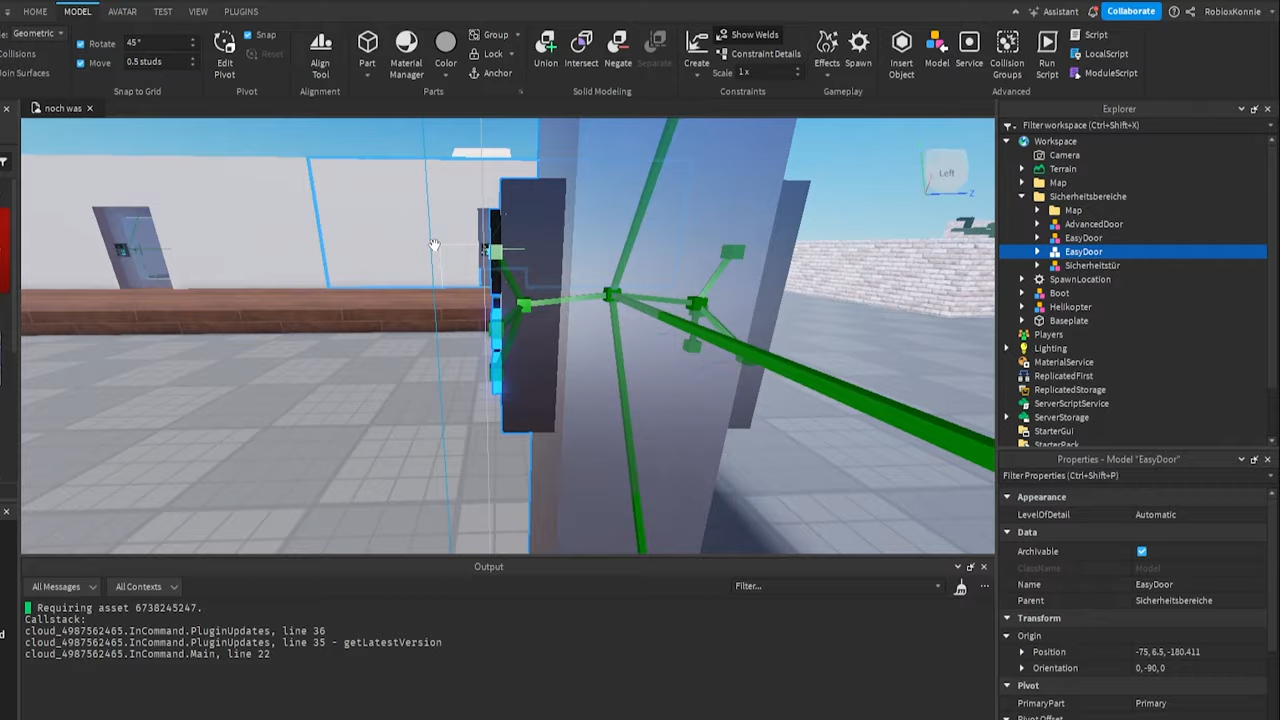 HOME MODEL AVATAR TEST VIEW PLUGINS
Assistant Collaborate RobloxKonnie
Geometric
Collisions
Join Surfaces
Rotate 45°
Move 0.5 studs
Snap to Grid
Edit Pivot
Snap
Reset
Pivot
Align Tool
Alignment
Part
Material Manager
Color
Group
Lock
Anchor
Parts
Union
Intersect
Negate
Separate
Solid Modeling
Create
Show Welds
Constraint Details
Scale 1 x
Constraints
Effects
Spawn
Gameplay
Insert Object
Model
Service
Collision Groups
Run Script
Script
LocalScript
ModuleScript
Advanced
noch was
Left
Z
Explorer
Filter workspace (Ctrl+Shift+X)
Workspace
Camera
Terrain
Map
Sicherheitsbereiche
Map
AdvancedDoor
EasyDoor
EasyDoor
Sicherheitstür
SpawnLocation
Boot
Helikopter
Baseplate
Players
Lighting
MaterialService
ReplicatedFirst
ReplicatedStorage
ServerScriptService
ServerStorage
StarterGui
StarterPack
Properties - Model "EasyDoor"
Filter Properties (Ctrl+Shift+P)
Appearance
LevelOfDetail Automatic
Data
Archivable
ClassName Model
Name EasyDoor
Parent Sicherheitsbereiche
Transform
Origin
Position -75, 6.5, -180.411
Orientation 0, -90, 0
Pivot
PrimaryPart Primary
Pivot Offset
Output
All Messages All Contexts Filter...
Requiring asset 6738245247.
Callstack:
cloud_4987562465.InCommand.PluginUpdates, line 36
cloud_4987562465.InCommand.PluginUpdates, line 35 - getLatestVersion
cloud_4987562465.InCommand.Main, line 22